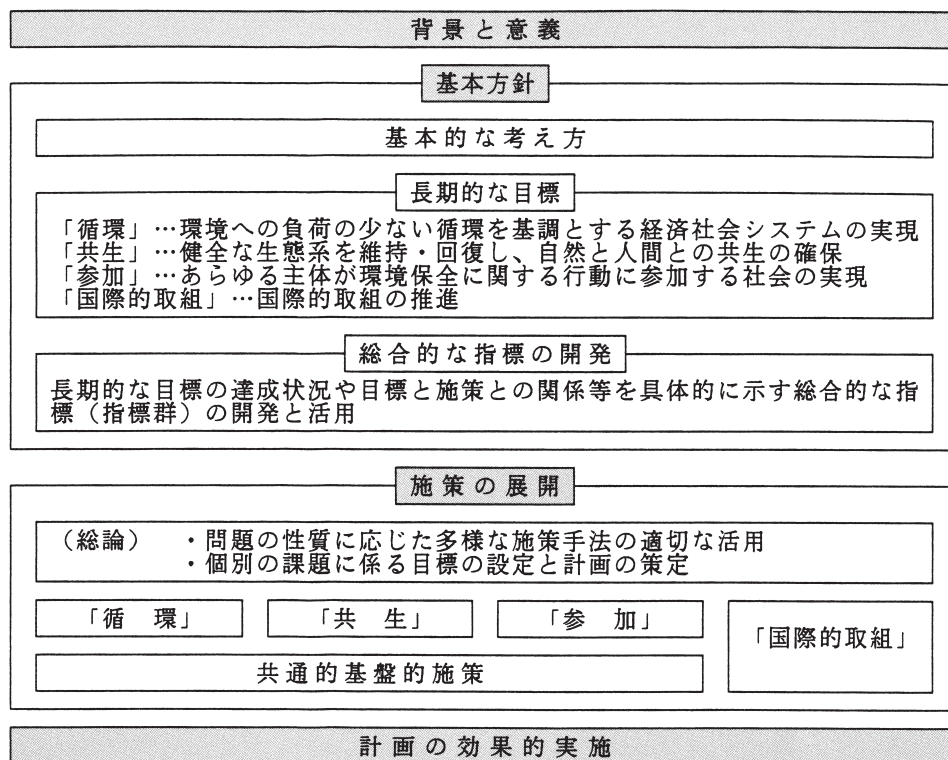 背景と意義
基本方針
基本的な考え方
長期的な目標
「循環」…環境への負荷の少ない循環を基調とする経済社会システムの実現
「共生」…健全な生態系を維持・回復し、自然と人間との共生の確保
「参加」…あらゆる主体が環境保全に関する行動に参加する社会の実現
「国際的取組」…国際的取組の推進
総合的な指標の開発
長期的な目標の達成状況や目標と施策との関係等を具体的に示す総合的な指
標（指標群）の開発と活用
施策の展開
（総論）　・問題の性質に応じた多様な施策手法の適切な活用
・個別の課題に係る目標の設定と計画の策定
「循　環」　「共　生」　「参　加」
「国際的取組」
共通的基盤的施策
計画の効果的実施